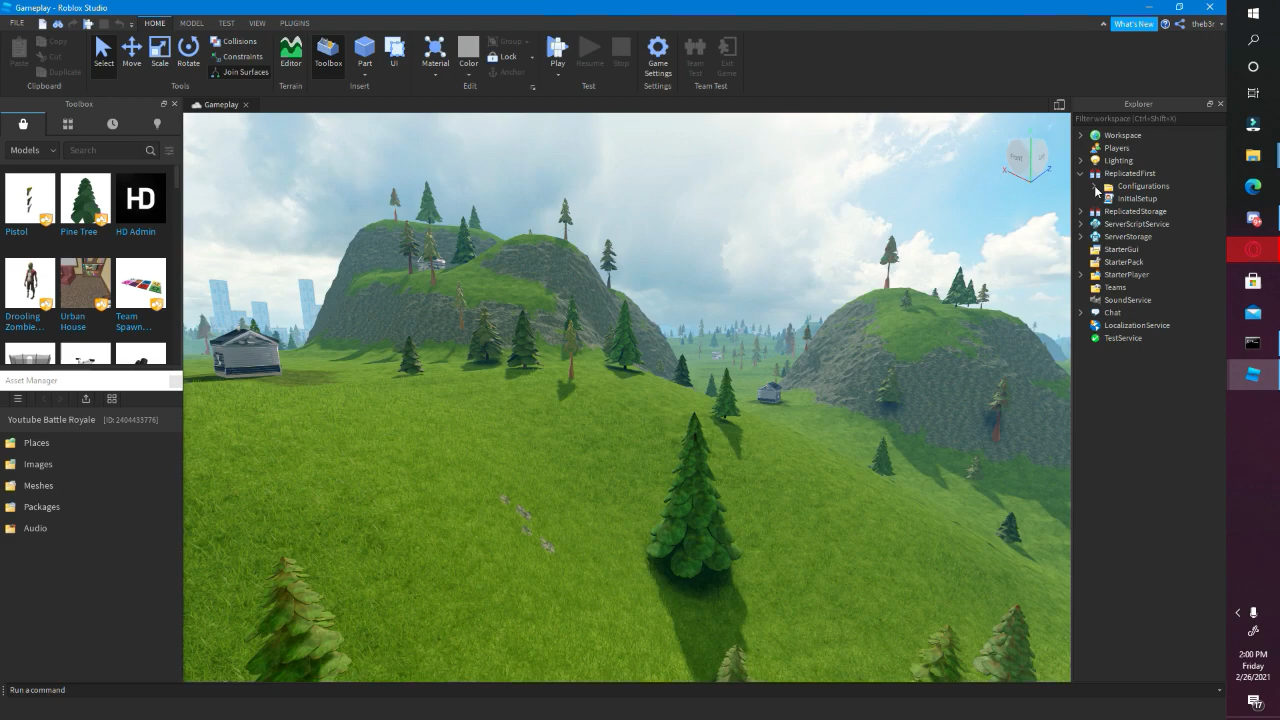 Gameplay - Roblox Studio
FILE HOME MODEL TEST VIEW PLUGINS What's New theb3r
Paste Copy Cut Duplicate Clipboard
Select Move Scale Rotate Collisions Constraints Join Surfaces Tools
Editor Terrain
Toolbox Part UI Insert
Material Color Group Lock Anchor Edit
Play Resume Stop Test
Game Settings Settings
Team Test Exit Game Team Test
Toolbox
Models Search
HD
Pistol Pine Tree HD Admin
Drooling Zombie... Urban House Team Spawn...
Asset Manager
Youtube Battle Royale [ID: 2404433776]
Places
Images
Meshes
Packages
Audio
Gameplay
Explorer
Filter workspace (Ctrl+Shift+X)
Workspace
Players
Lighting
ReplicatedFirst
Configurations
InitialSetup
ReplicatedStorage
ServerScriptService
ServerStorage
StarterGui
StarterPack
StarterPlayer
Teams
SoundService
Chat
LocalizationService
TestService
Run a command
2:00 PM
Friday
2/26/2021
17